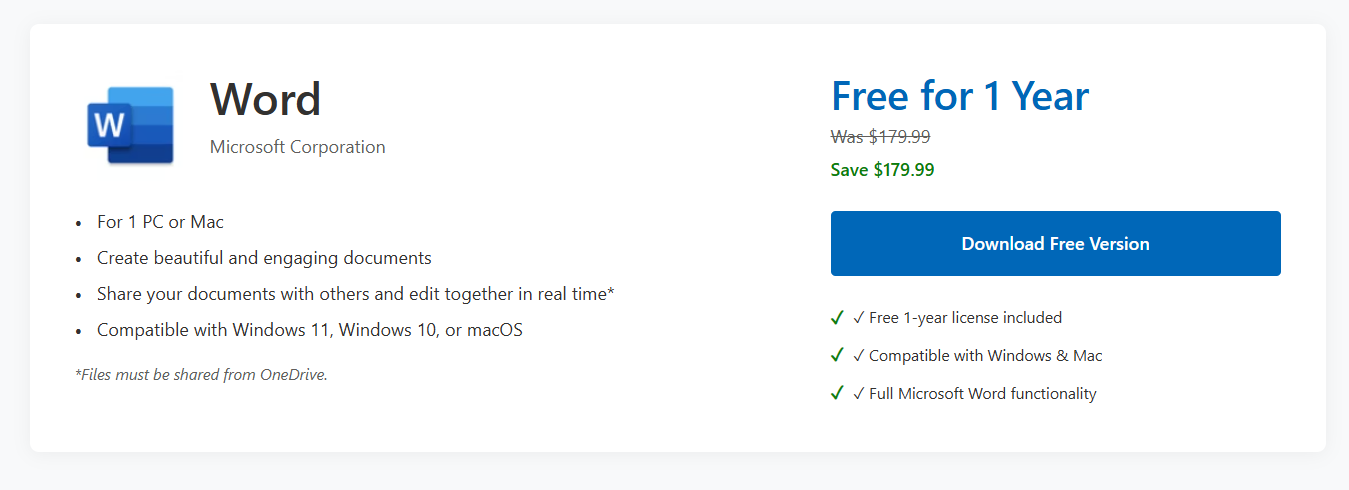 W
Word
Microsoft Corporation
• For 1 PC or Mac
• Create beautiful and engaging documents
• Share your documents with others and edit together in real time*
• Compatible with Windows 11, Windows 10, or macOS
*Files must be shared from OneDrive.
Free for 1 Year
Was $179.99
Save $179.99
Download Free Version
✓ ✓ Free 1-year license included
✓ ✓ Compatible with Windows & Mac
✓ ✓ Full Microsoft Word functionality